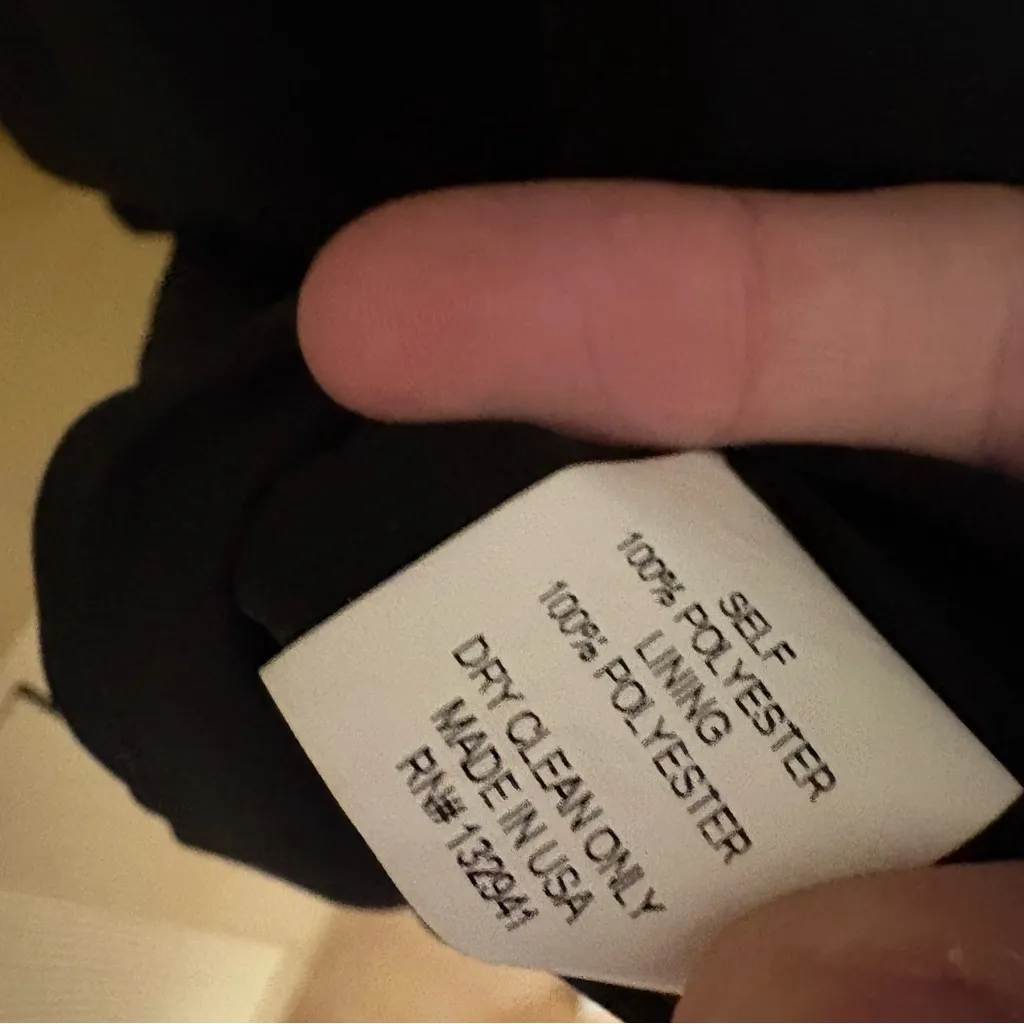 SELF
100% POLYESTER
LINING
100% POLYESTER
DRY CLEAN ONLY
MADE IN USA
RN# 132941